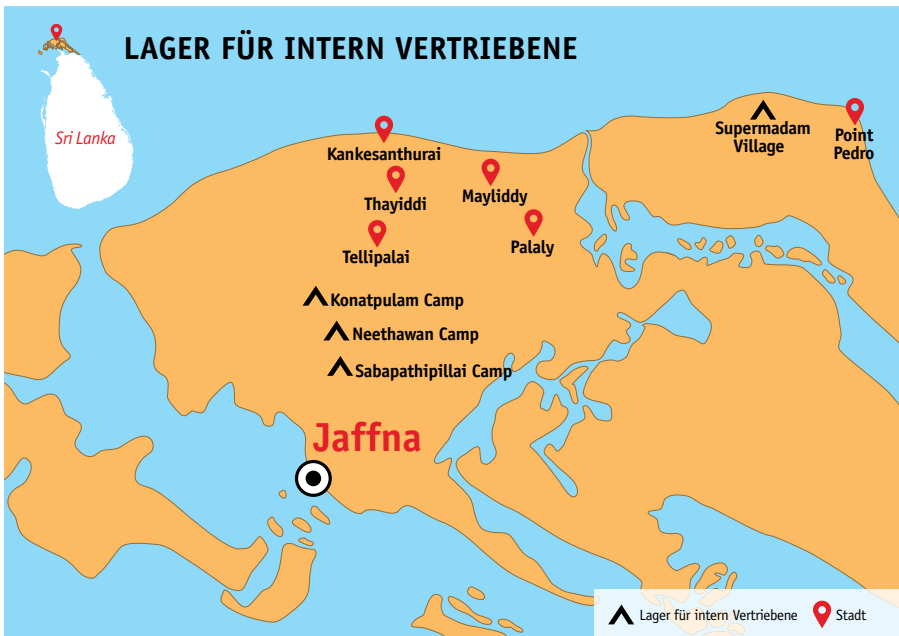 LAGER FÜR INTERN VERTRIEBENE
Sri Lanka
Kankesanthurai
Supermadam
Village
Point
Pedro
Thayiddi
Mayliddy
Tellipalai
Palaly
Konatpulam Camp
Neethawan Camp
Sabapathipillai Camp
Jaffna
Lager für intern Vertriebene
Stadt